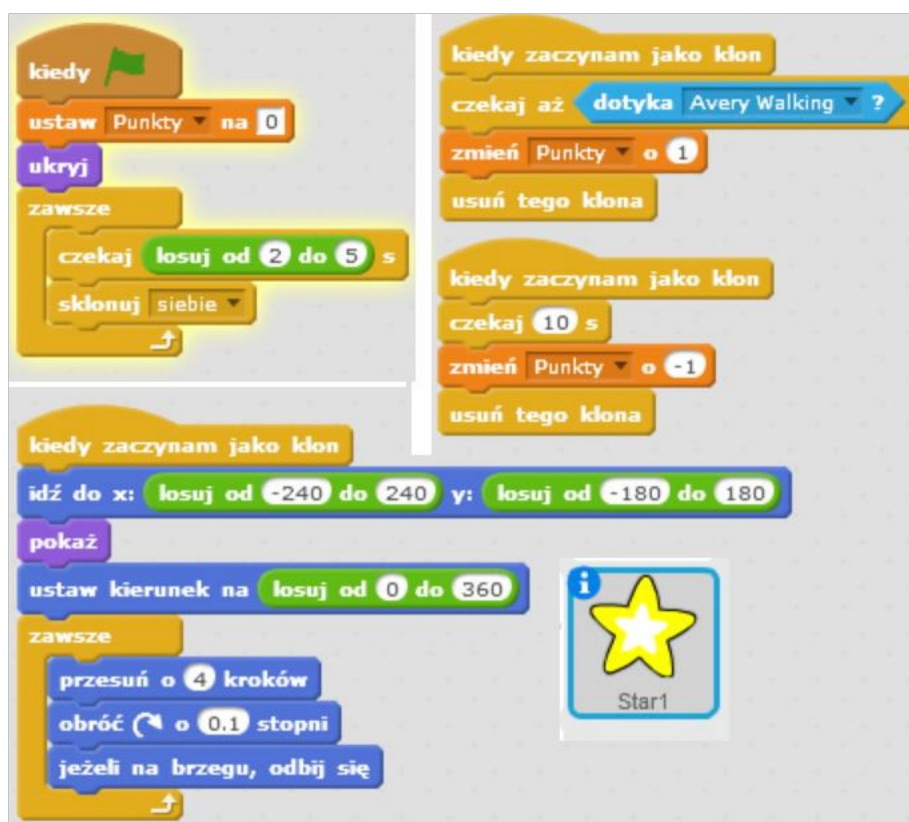 kiedy
ustaw Punkty na 0
ukryj
zawsze
czekaj losuj od 2 do 5 s
sklonuj siebie
kiedy zaczynam jako klon
czekaj aż dotyka Avery Walking ?
zmień Punkty o 1
usuń tego klona
kiedy zaczynam jako klon
czekaj 10 s
zmień Punkty o -1
usuń tego klona
kiedy zaczynam jako klon
idź do x: losuj od -240 do 240 y: losuj od -180 do 180
pokaż
ustaw kierunek na losuj od 0 do 360
zawsze
przesuń o 4 kroków
obróć o 0.1 stopni
jeżeli na brzegu, odbij się
i
Star1